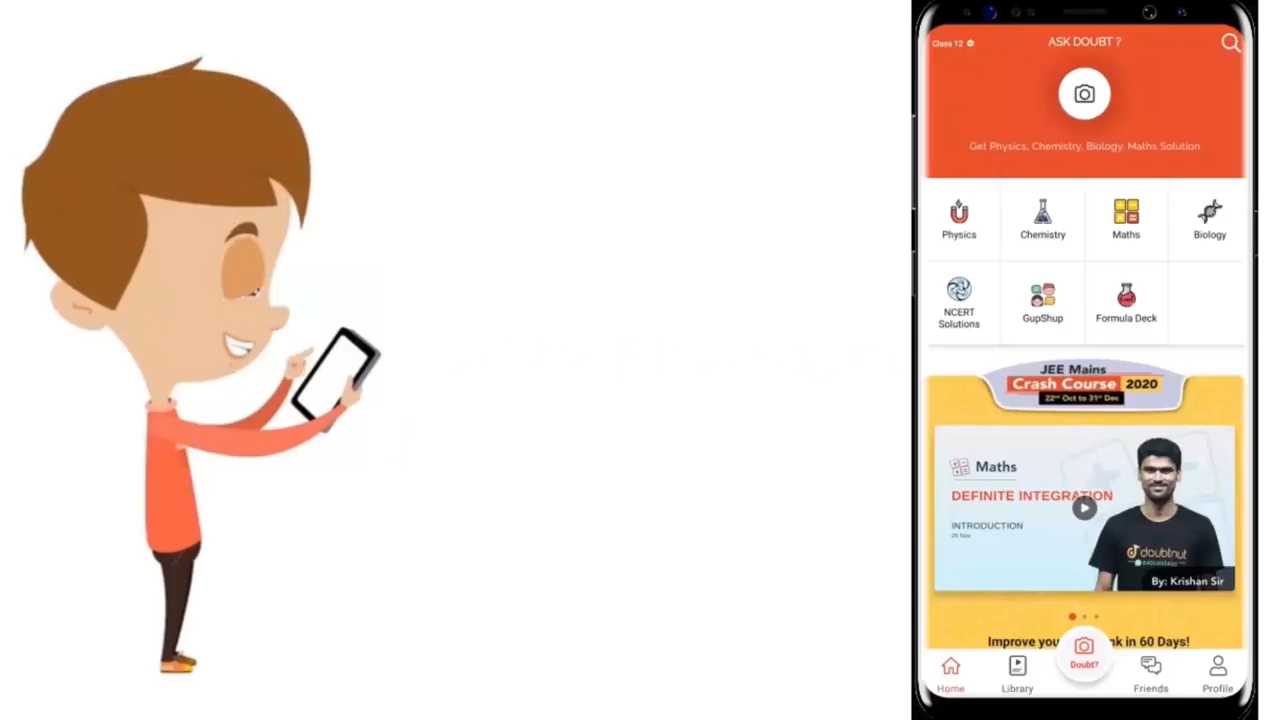 Class 12
ASK DOUBT ?
Get Physics, Chemistry, Biology, Maths Solution
Physics
Chemistry
Maths
Biology
NCERT
Solutions
GupShup
Formula Deck
JEE Mains
Crash Course 2020
22nd Oct to 31st Dec
Maths
DEFINITE INTEGRATION
INTRODUCTION
doubtnut
By: Krishan Sir
Improve you nk in 60 Days!
Doubt?
Home
Library
Friends
Profile